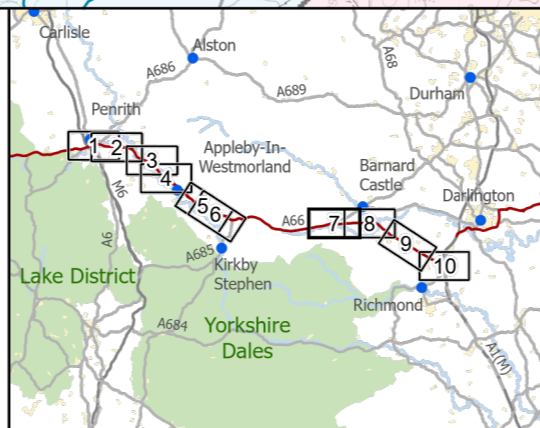 Carlisle
Alston
A686
A68
A689
Durham
Penrith
1
2
3
4
5
6
Appleby-In-
Westmorland
Barnard
Castle
Darlington
M6
A6
A66
7
8
9
10
A685
Kirkby
Stephen
Lake District
Richmond
A684
Yorkshire
Dales
A1(M)